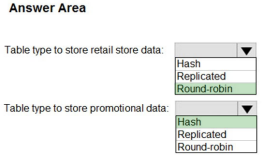 Answer Area
Table type to store retail store data:
Hash
Replicated
Round-robin
Table type to store promotional data:
Hash
Replicated
Round-robin